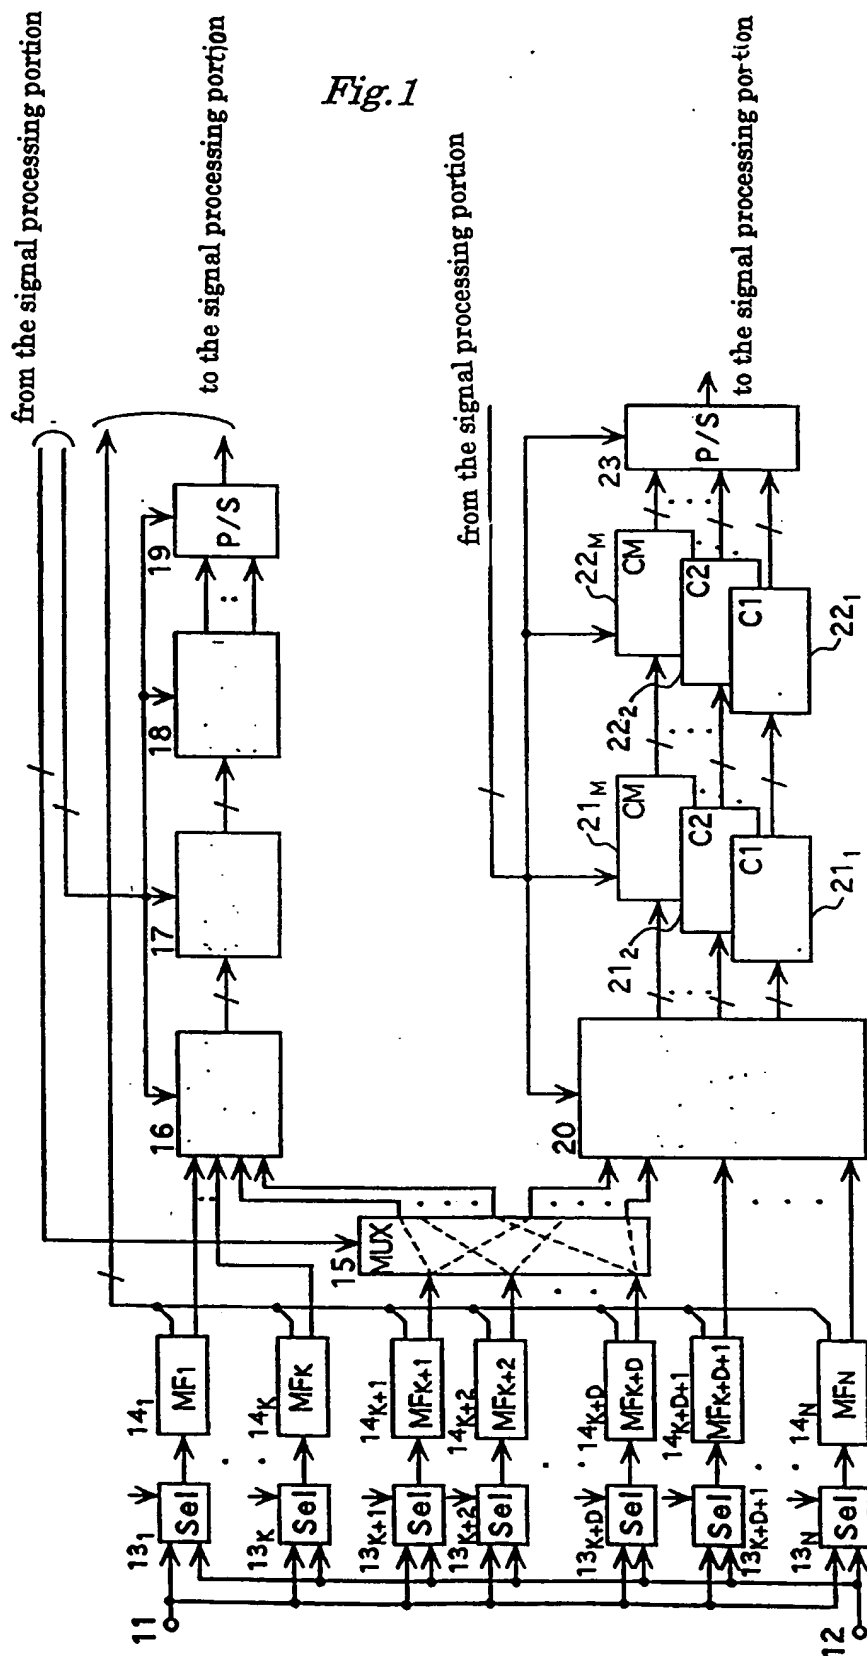 Fig.1
from the signal processing portion
to the signal processing portion
from the signal processing portion
to the signal processing portion
11
12
13₁ Sel
13K Sel
13K+1 Sel
13K+2 Sel
13K+D Sel
13K+D+1 Sel
13N Sel
14₁ MF1
14K MFK
14K+1 MFK+1
14K+2 MFK+2
14K+D MFK+D
14K+D+1 MFK+D+1
14N MFN
15 MUX
16
17
18
19 P/S
20
21M CM
21₂ C2
21₁ C1
22M CM
22₂ C2
22₁ C1
23 P/S